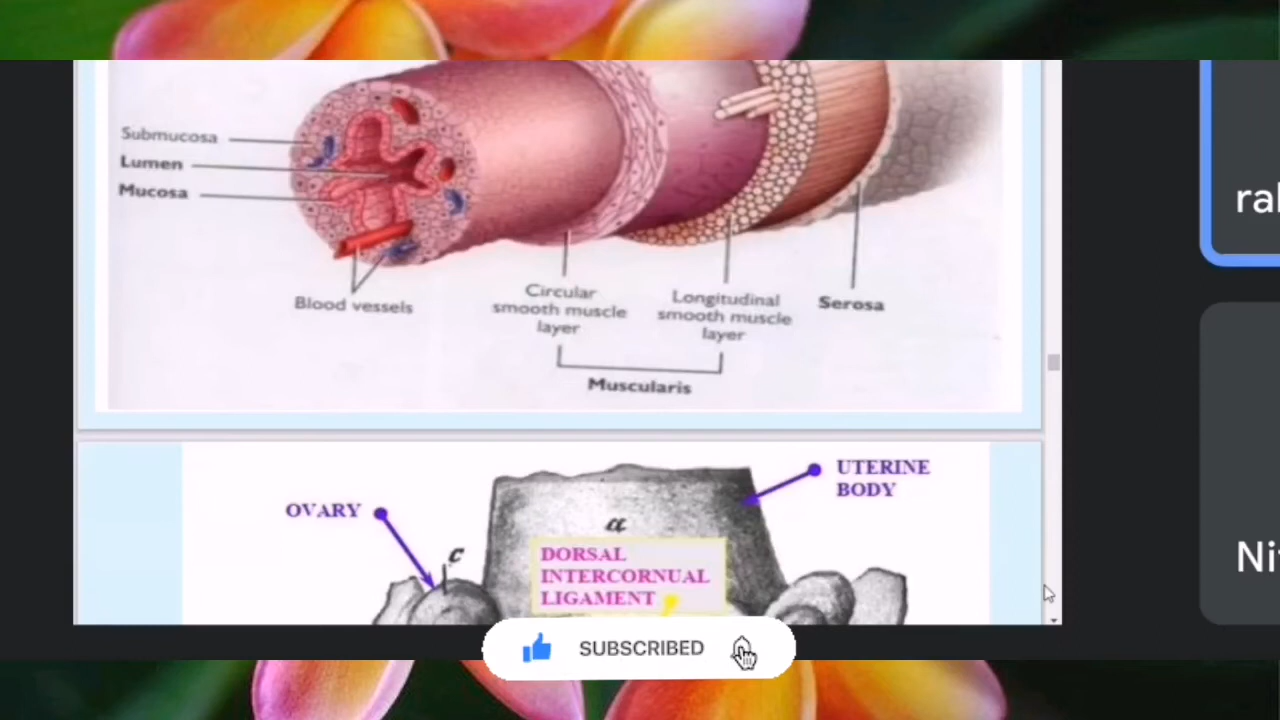 Submucosa
Lumen
Mucosa
Blood vessels
Circular
smooth muscle
layer
Longitudinal
smooth muscle
layer
Serosa
Muscularis
UTERINE
BODY
OVARY
a
c
DORSAL
INTERCORNUAL
LIGAMENT
SUBSCRIBED
ral
Ni